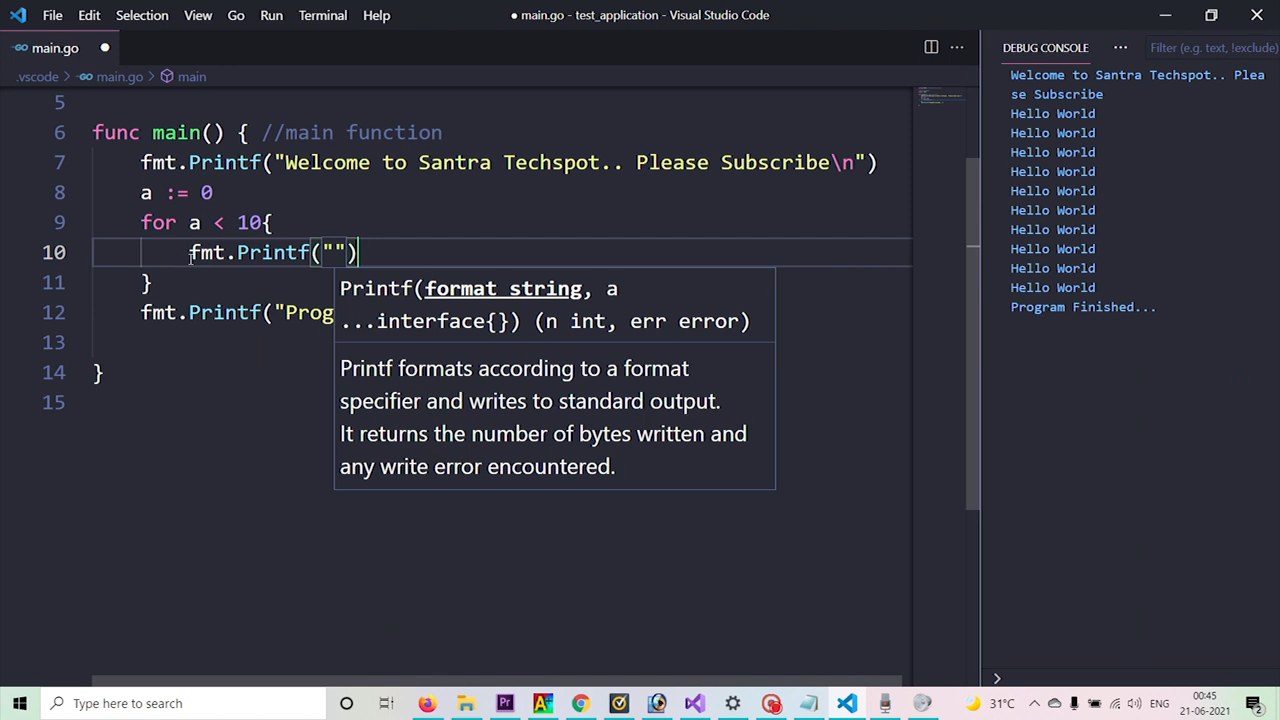 File Edit Selection View Go Run Terminal Help
● main.go - test_application - Visual Studio Code
main.go
.vscode > main.go > main
5
6 func main() { //main function
7 fmt.Printf("Welcome to Santra Techspot.. Please Subscribe\n")
8 a := 0
9 for a < 10{
10 fmt.Printf("")
11 }
12 fmt.Printf("Prog
13
14 }
15
Printf(format string, a
...interface{}) (n int, err error)
Printf formats according to a format
specifier and writes to standard output.
It returns the number of bytes written and
any write error encountered.
DEBUG CONSOLE
Filter (e.g. text, !exclude)
Welcome to Santra Techspot.. Plea
se Subscribe
Hello World
Hello World
Hello World
Hello World
Hello World
Hello World
Hello World
Hello World
Hello World
Hello World
Program Finished...
Type here to search
31°C
ENG
00:45
21-06-2021
2